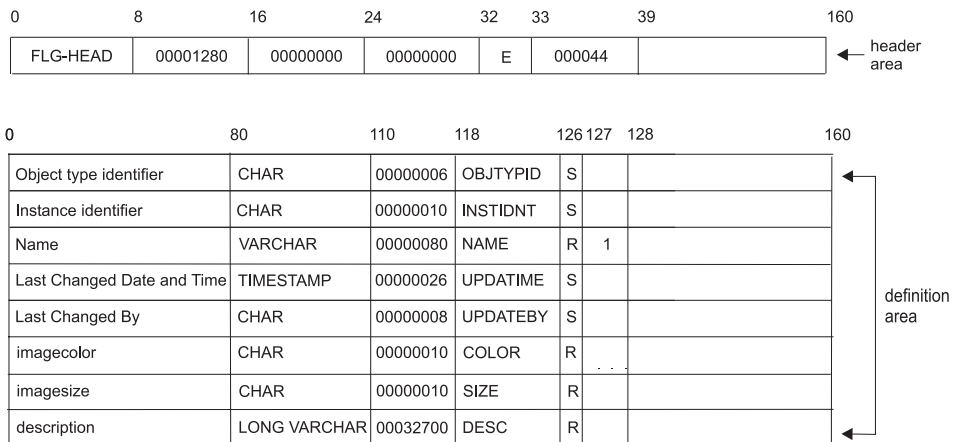 0 8 16 24 32 33 39 160
FLG-HEAD 00001280 00000000 00000000 E 000044
header
area
0 80 110 118 126 127 128 160
Object type identifier CHAR 00000006 OBJTYPID S
Instance identifier CHAR 00000010 INSTIDNT S
Name VARCHAR 00000080 NAME R 1
Last Changed Date and Time TIMESTAMP 00000026 UPDATIME S
Last Changed By CHAR 00000008 UPDATEBY S
imagecolor CHAR 00000010 COLOR R . . .
imagesize CHAR 00000010 SIZE R
description LONG VARCHAR 00032700 DESC R
definition
area